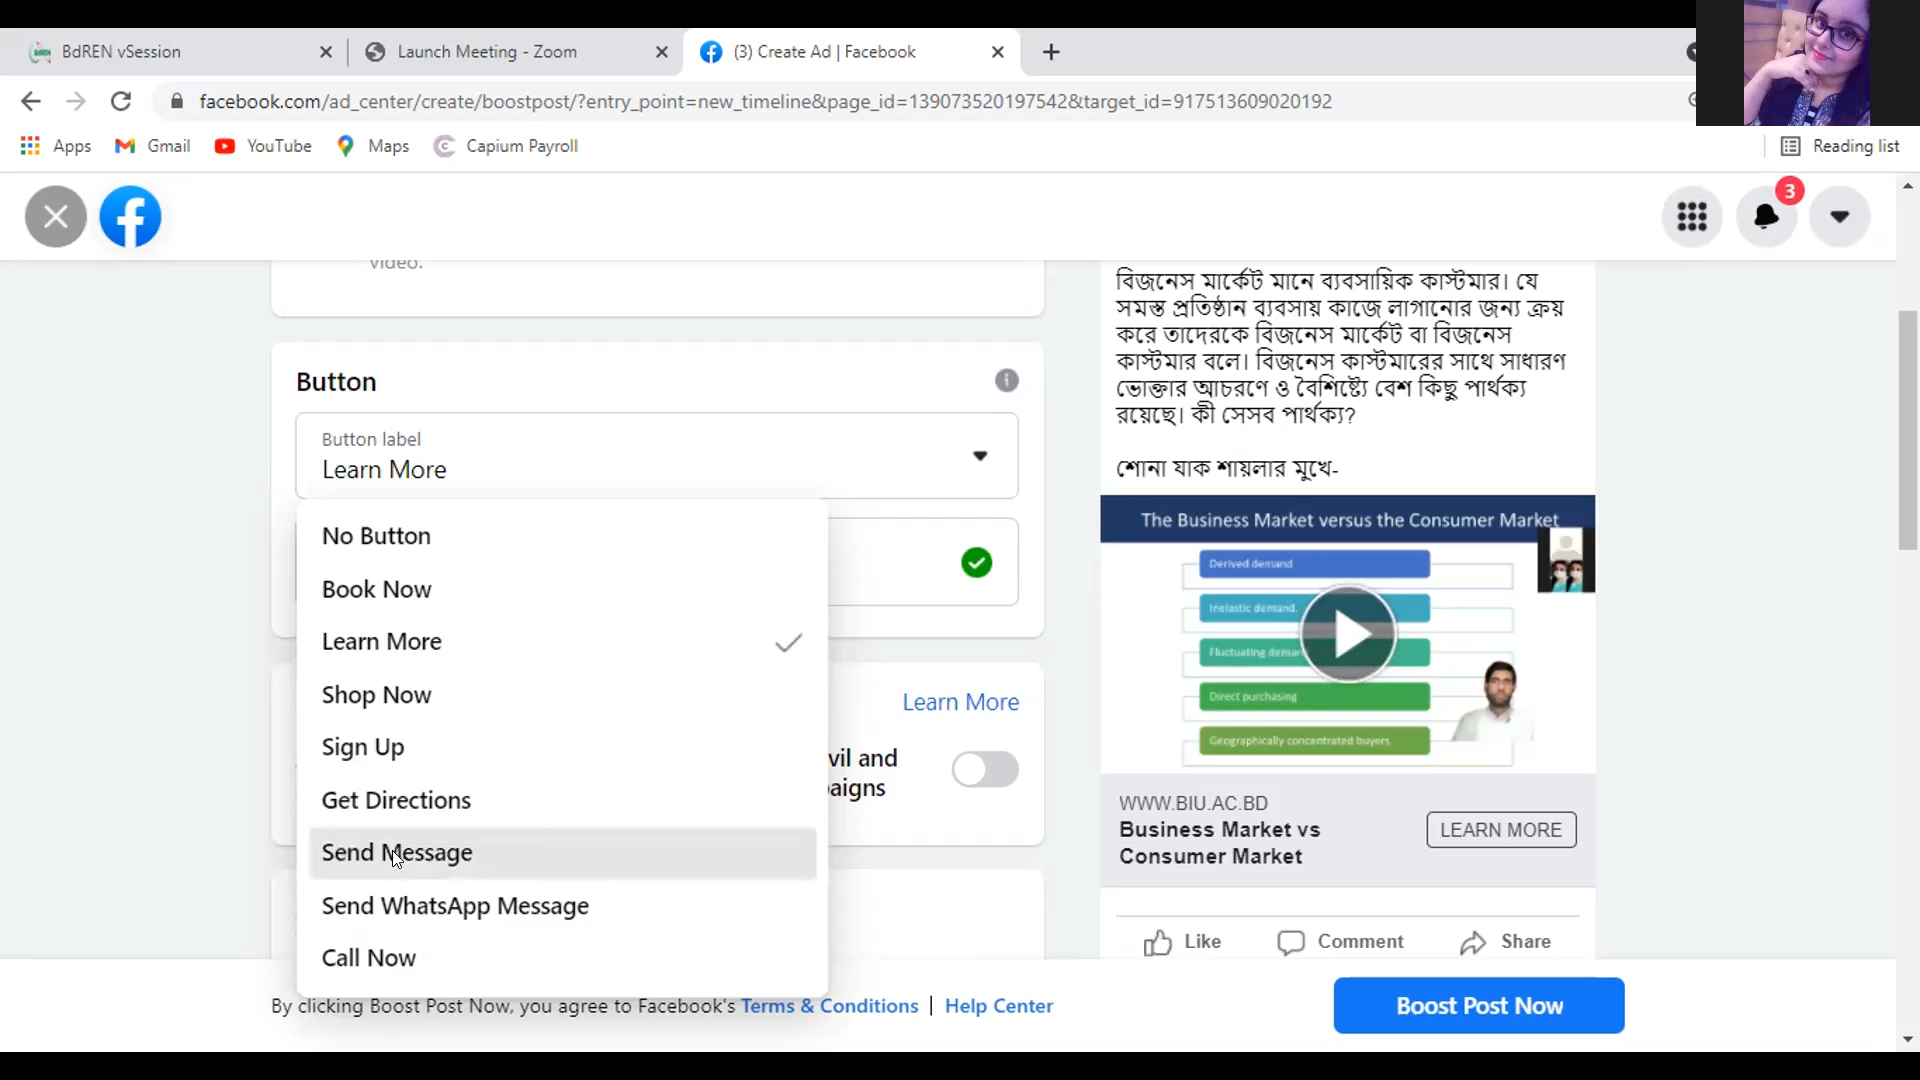 BdREN vSession
Launch Meeting - Zoom
(3) Create Ad | Facebook
facebook.com/ad_center/create/boostpost/?entry_point=new_timeline&page_id=139073520197542&target_id=917513609020192
Apps
Gmail
YouTube
Maps
Capium Payroll
Reading list
3
video.
Button
Button label
Learn More
No Button
Book Now
Learn More
Shop Now
Sign Up
Get Directions
Send Message
Send WhatsApp Message
Call Now
Learn More
vil and
aigns
By clicking Boost Post Now, you agree to Facebook's Terms & Conditions | Help Center
Boost Post Now
বিজনেস মার্কেট মানে ব্যবসায়িক কাস্টমার। যে
সমস্ত প্রতিষ্ঠান ব্যবসায় কাজে লাগানোর জন্য ক্রয়
করে তাদেরকে বিজনেস মার্কেট বা বিজনেস
কাস্টমার বলে। বিজনেস কাস্টমারের সাথে সাধারণ
ভোক্তার আচরণে ও বৈশিষ্ট্যে বেশ কিছু পার্থক্য
রয়েছে। কী সেসব পার্থক্য?
শোনা যাক শায়লার মুখে-
The Business Market versus the Consumer Market
Derived demand
Inelastic demand.
Fluctuating deman
Direct purchasing
Geographically concentrated buyers.
WWW.BIU.AC.BD
Business Market vs
Consumer Market
LEARN MORE
Like
Comment
Share